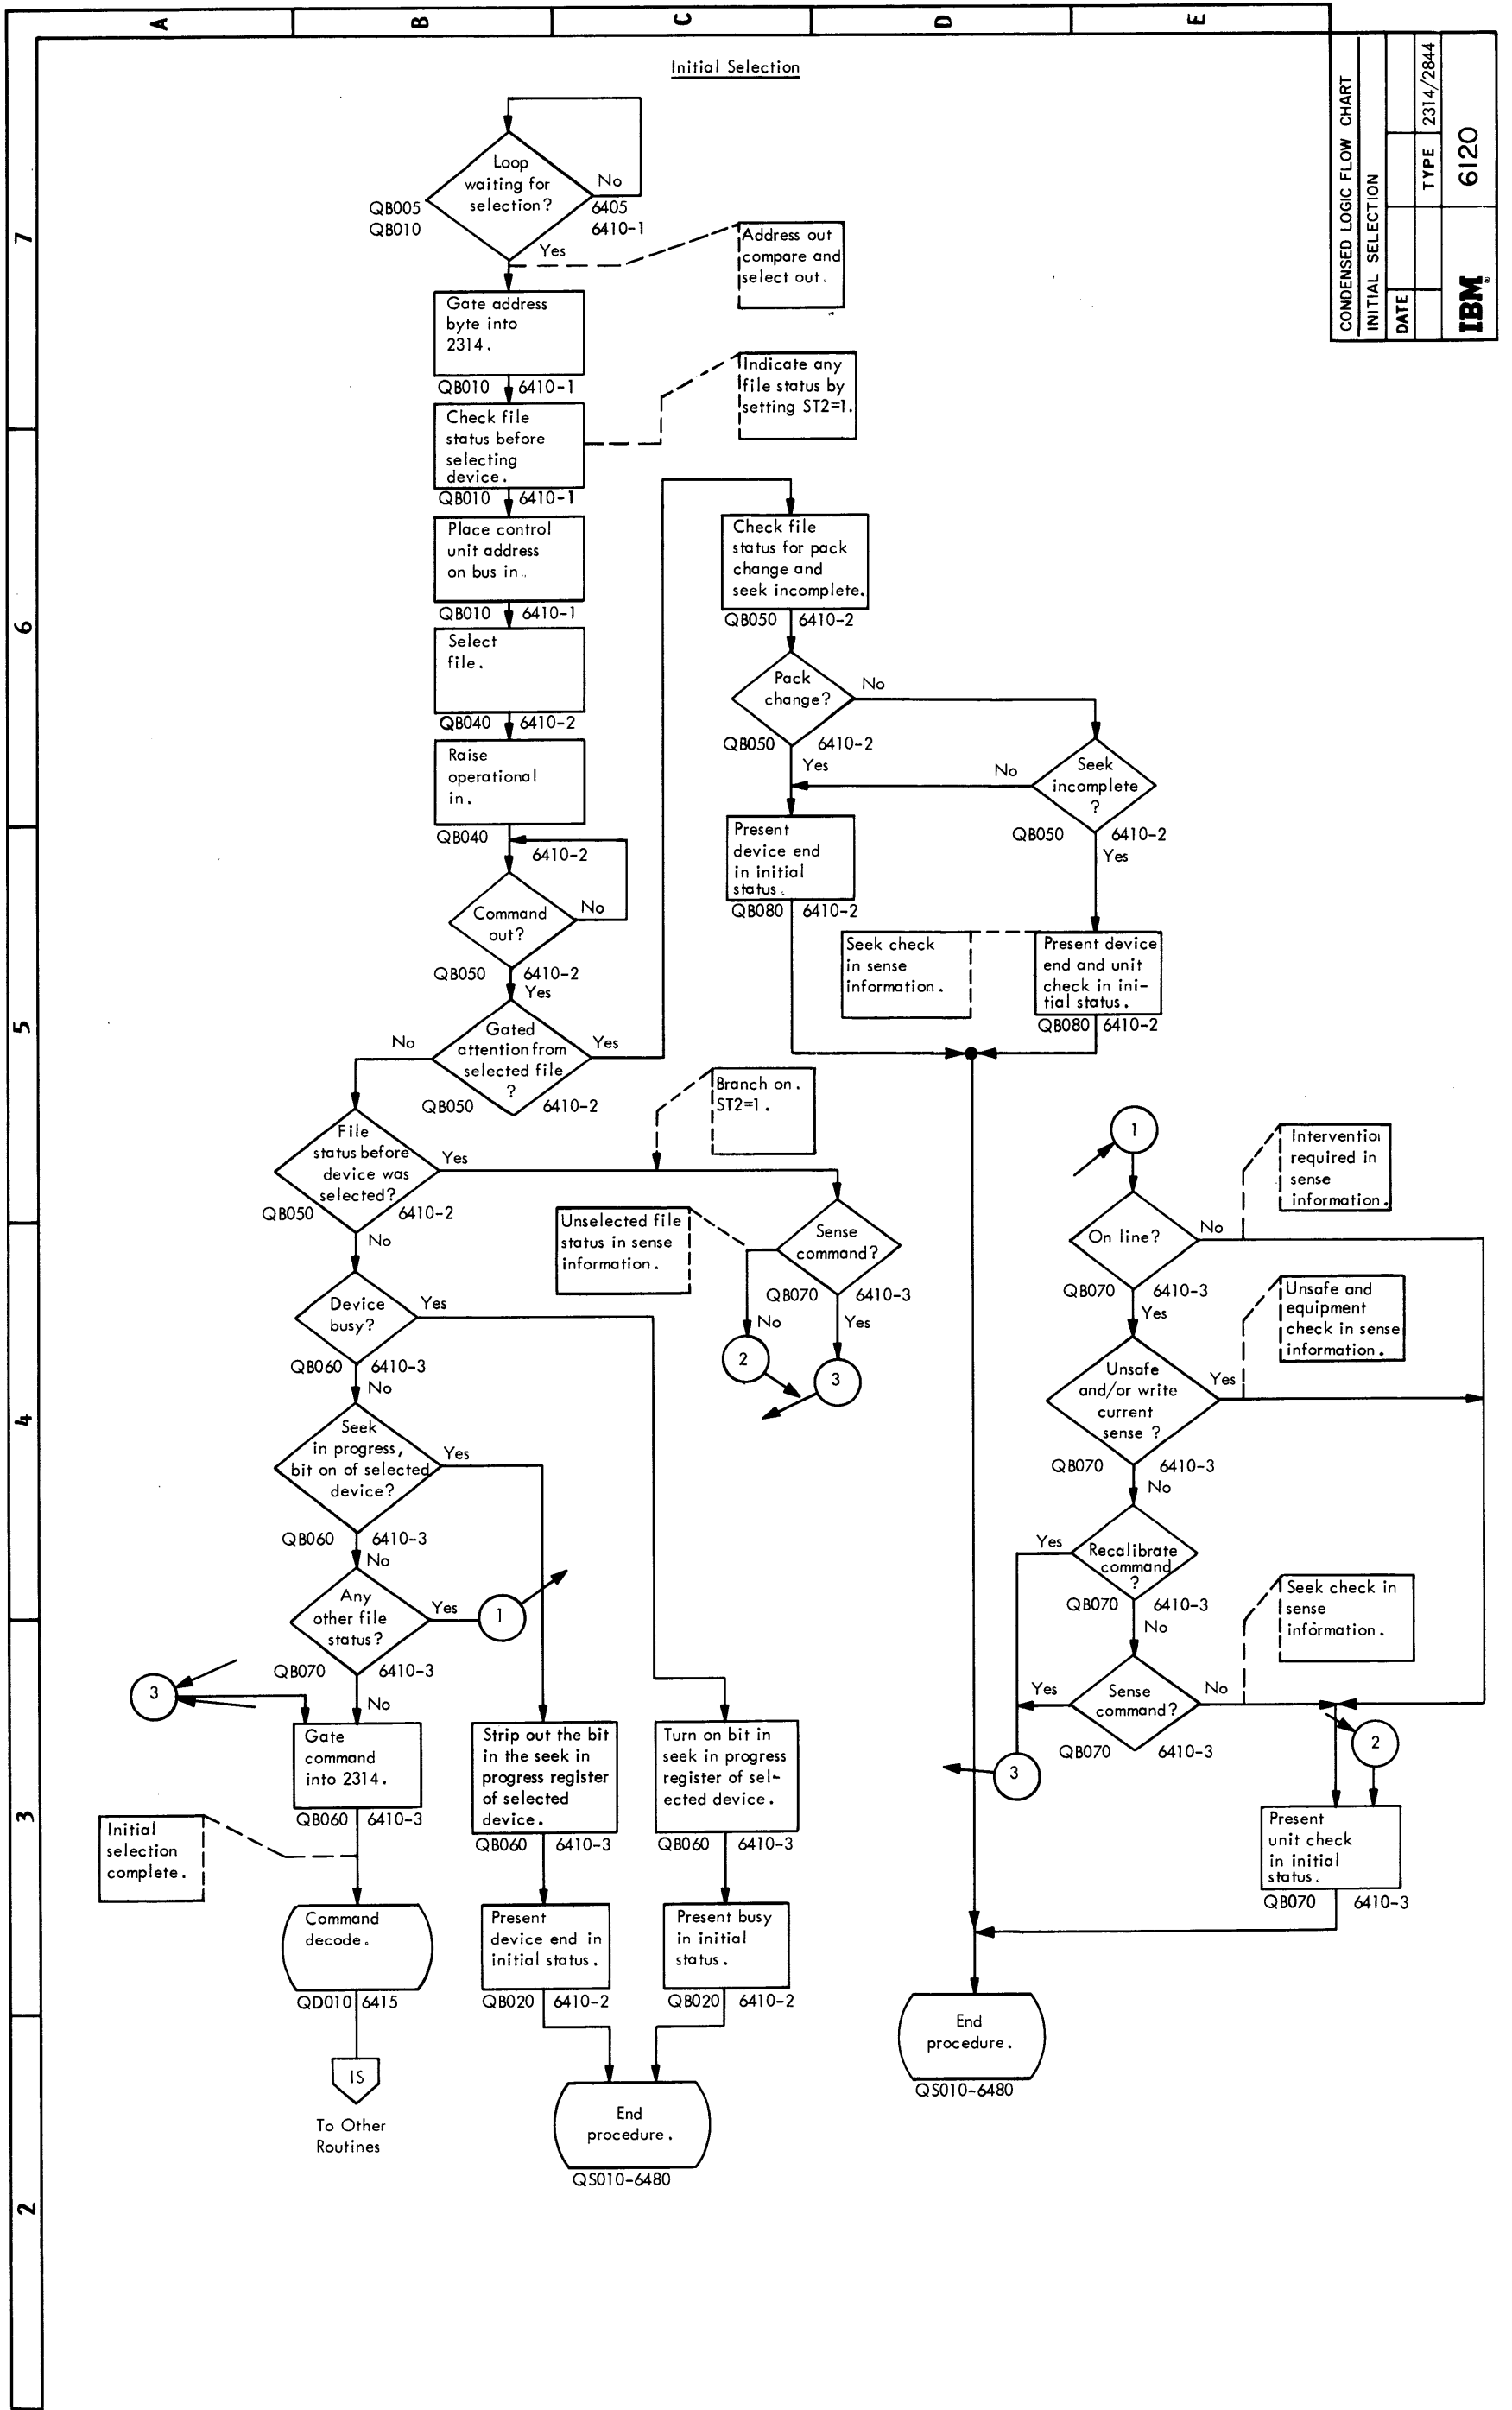 A
B
C
D
E
7
6
5
4
3
2
CONDENSED LOGIC FLOW CHART
INITIAL SELECTION
DATE
TYPE 2314/2844
IBM
6120
Initial Selection
Loop
waiting for
selection?
No
QB005
QB010
6405
6410-1
Yes
Address out
compare and
select out.
Gate address
byte into
2314.
QB010 6410-1
Indicate any
file status by
setting ST2=1.
Check file
status before
selecting
device.
QB010 6410-1
Place control
unit address
on bus in.
QB010 6410-1
Select
file.
QB040 6410-2
Raise
operational
in.
QB040
6410-2
Command
out?
No
QB050 6410-2
Yes
Gated
attention from
selected file
?
No
Yes
QB050 6410-2
Check file
status for pack
change and
seek incomplete.
QB050 6410-2
Pack
change?
No
QB050 6410-2
Yes
Seek
incomplete
?
No
QB050 6410-2
Yes
Present
device end
in initial
status.
QB080 6410-2
Seek check
in sense
information.
Present device
end and unit
check in ini-
tial status.
QB080 6410-2
File
status before
device was
selected?
Yes
QB050 6410-2
No
Branch on.
ST2=1.
Unselected file
status in sense
information.
Sense
command?
QB070 6410-3
No
Yes
2
3
Device
busy?
Yes
QB060 6410-3
No
Seek
in progress,
bit on of selected
device?
Yes
QB060 6410-3
No
Any
other file
status?
Yes
1
QB070 6410-3
No
3
Gate
command
into 2314.
QB060 6410-3
Initial
selection
complete.
Command
decode.
QD010 6415
IS
To Other
Routines
Strip out the bit
in the seek in
progress register
of selected
device.
QB060 6410-3
Present
device end in
initial status.
QB020 6410-2
Turn on bit in
seek in progress
register of sel-
ected device.
QB060 6410-3
Present busy
in initial
status.
QB020 6410-2
End
procedure.
QS010-6480
1
On line?
No
QB070 6410-3
Yes
Intervention
required in
sense
information.
Unsafe
and/or write
current
sense ?
Yes
QB070 6410-3
No
Unsafe and
equipment
check in sense
information.
Recalibrate
command
?
Yes
QB070 6410-3
No
Seek check in
sense
information.
Sense
command?
Yes
No
QB070 6410-3
3
2
Present
unit check
in initial
status.
QB070 6410-3
End
procedure.
QS010-6480